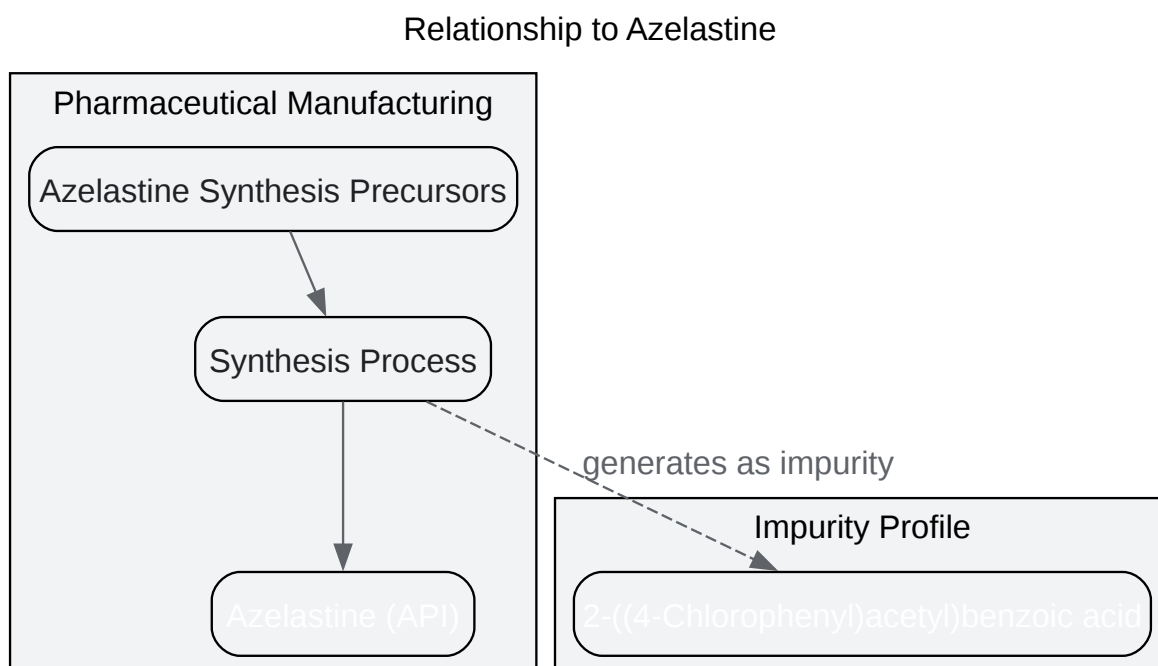 Relationship to Azelastine
Pharmaceutical Manufacturing
Azelastine Synthesis Precursors
Synthesis Process
generates as impurity
Impurity Profile
Azelastine (API)
2-((4-Chlorophenyl)acetyl)benzoic acid